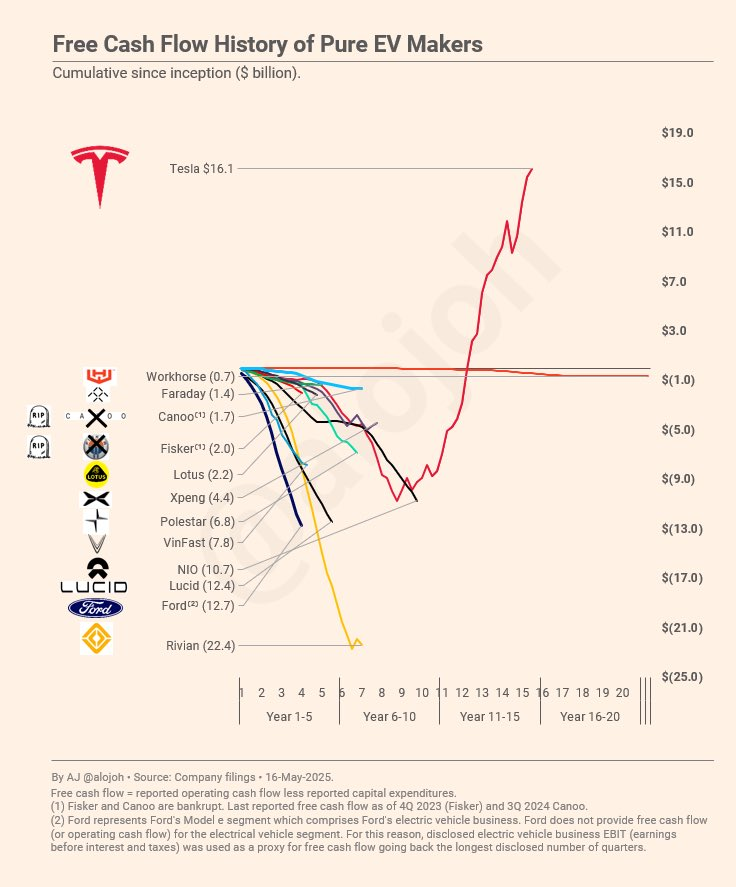 Free Cash Flow History of Pure EV Makers
Cumulative since inception ($ billion).
$19.0
Tesla $16.1
$15.0
$11.0
$7.0
$3.0
Workhorse (0.7)
$(1.0)
Faraday (1.4)
RIP
CANOO
Canoo⁽¹⁾ (1.7)
$(5.0)
RIP
Fisker⁽¹⁾ (2.0)
LOTUS
Lotus (2.2)
$(9.0)
Xpeng (4.4)
Polestar (6.8)
$(13.0)
VinFast (7.8)
NIO (10.7)
$(17.0)
LUCID
Lucid (12.4)
Ford
Ford⁽²⁾ (12.7)
$(21.0)
Rivian (22.4)
$(25.0)
1 2 3 4 5 6 7 8 9 10 11 12 13 14 15 16 17 18 19 20
Year 1-5 Year 6-10 Year 11-15 Year 16-20
@alojoh
By AJ @alojoh • Source: Company filings • 16-May-2025.
Free cash flow = reported operating cash flow less reported capital expenditures.
(1) Fisker and Canoo are bankrupt. Last reported free cash flow as of 4Q 2023 (Fisker) and 3Q 2024 Canoo.
(2) Ford represents Ford's Model e segment which comprises Ford's electric vehicle business. Ford does not provide free cash flow
(or operating cash flow) for the electrical vehicle segment. For this reason, disclosed electric vehicle business EBIT (earnings
before interest and taxes) was used as a proxy for free cash flow going back the longest disclosed number of quarters.